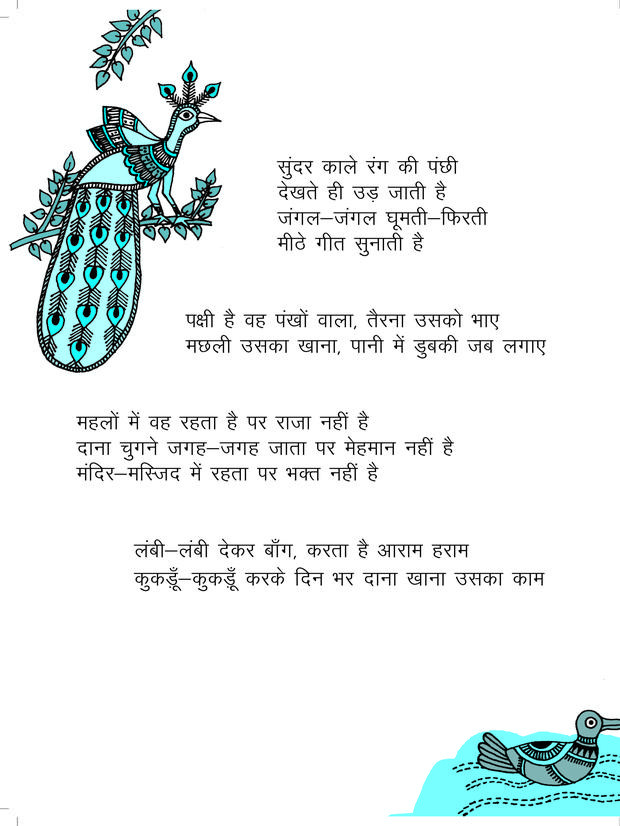 सुंदर काले रंग की पंछी
देखते ही उड़ जाती है
जंगल–जंगल घूमती–फिरती
मीठे गीत सुनाती है
पक्षी है वह पंखों वाला, तैरना उसको भाए
मछली उसका खाना, पानी में डुबकी जब लगाए
महलों में वह रहता है पर राजा नहीं है
दाना चुगने जगह–जगह जाता पर मेहमान नहीं है
मंदिर–मस्जिद में रहता पर भक्त नहीं है
लंबी–लंबी देकर बाँग, करता है आराम हराम
कुकड़ूँ–कुकड़ूँ करके दिन भर दाना खाना उसका काम